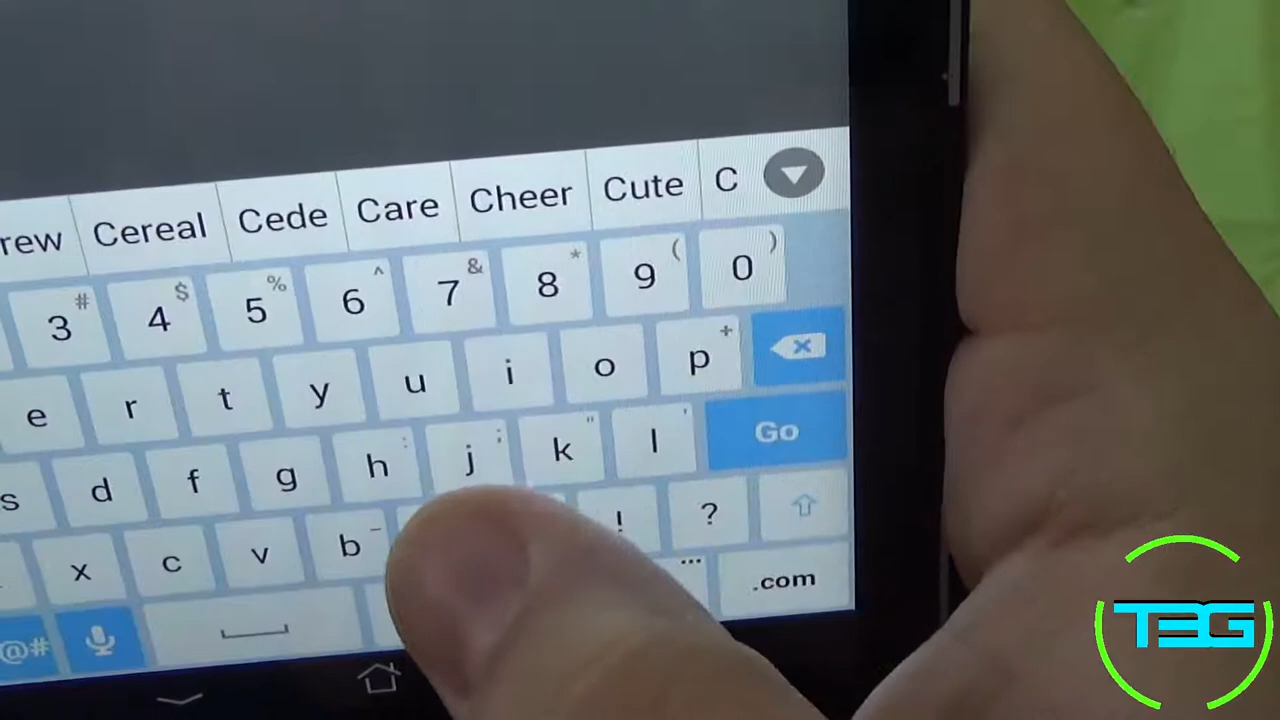 rew Cereal Cede Care Cheer Cute C
3 # 4 $ 5 % 6 ^ 7 & 8 * 9 ( 0 )
e r t y u i o p +
s d f g h : j ; k " l ' Go
x c v b _ ! ?
@# ... .com
TBG